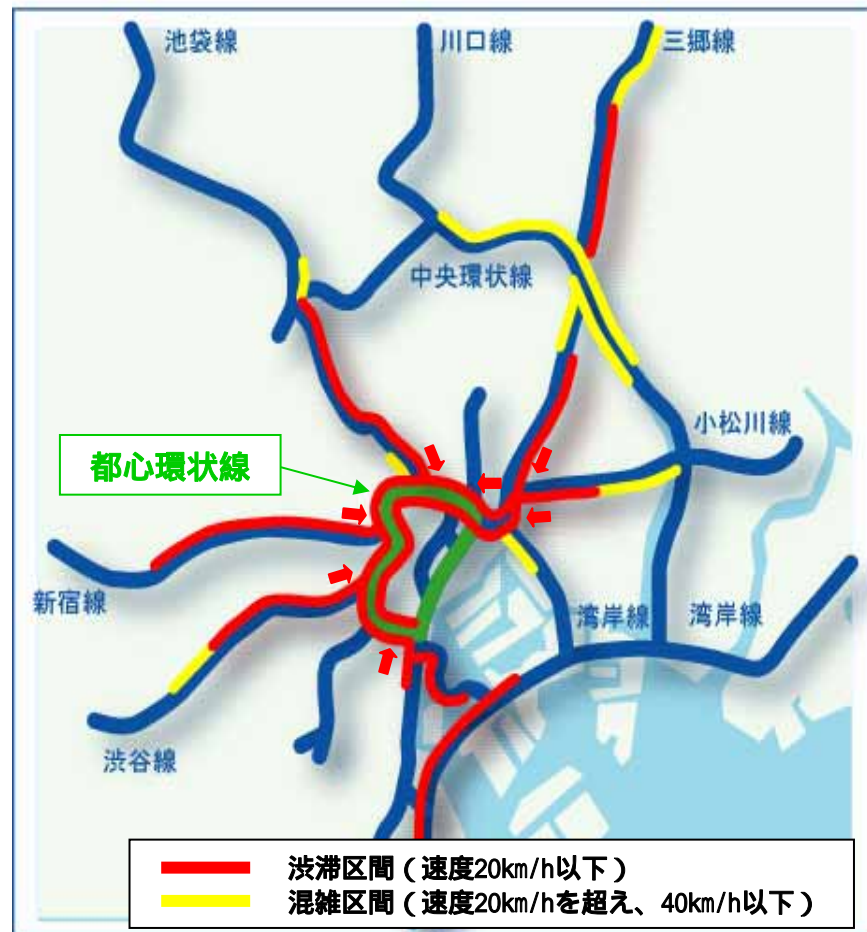 池袋線
川口線
三郷線
中央環状線
小松川線
都心環状線
新宿線
湾岸線
湾岸線
渋谷線
渋滞区間(速度20km/h以下)
混雑区間(速度20km/hを超え、40km/h以下)